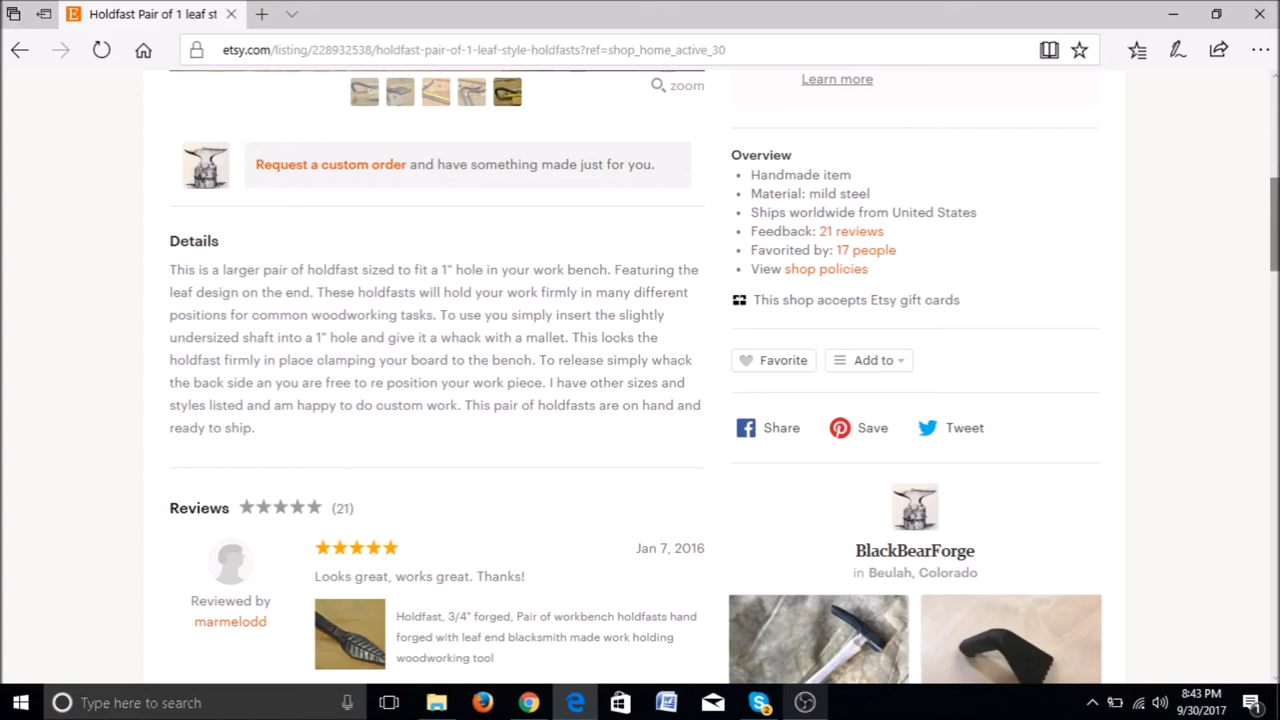 Holdfast Pair of 1 leaf st
etsy.com/listing/228932538/holdfast-pair-of-1-leaf-style-holdfasts?ref=shop_home_active_30
zoom
Learn more
Request a custom order and have something made just for you.
Overview
Handmade item
Material: mild steel
Ships worldwide from United States
Feedback: 21 reviews
Favorited by: 17 people
View shop policies
This shop accepts Etsy gift cards
Favorite
Add to
Share
Save
Tweet
Details
This is a larger pair of holdfast sized to fit a 1" hole in your work bench. Featuring the
leaf design on the end. These holdfasts will hold your work firmly in many different
positions for common woodworking tasks. To use you simply insert the slightly
undersized shaft into a 1" hole and give it a whack with a mallet. This locks the
holdfast firmly in place clamping your board to the bench. To release simply whack
the back side an you are free to re position your work piece. I have other sizes and
styles listed and am happy to do custom work. This pair of holdfasts are on hand and
ready to ship.
Reviews (21)
Jan 7, 2016
Looks great, works great. Thanks!
Reviewed by
marmelodd
Holdfast, 3/4" forged, Pair of workbench holdfasts hand
forged with leaf end blacksmith made work holding
woodworking tool
BlackBearForge
in Beulah, Colorado
Type here to search
8:43 PM
9/30/2017